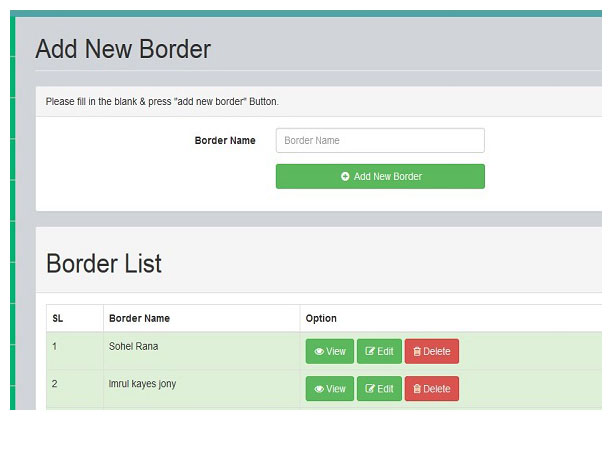 Add New Border
Please fill in the blank & press "add new border" Button.
Border Name
Border Name
Add New Border
Border List
SL Border Name Option
1 Sohel Rana View Edit Delete
2 Imrul kayes jony View Edit Delete